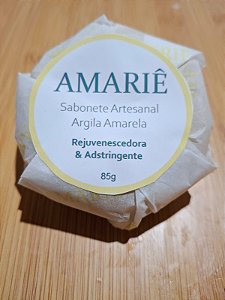 AMARIÊ
Sabonete Artesanal
Argila Amarela
Rejuvenescedora
& Adstringente
85g